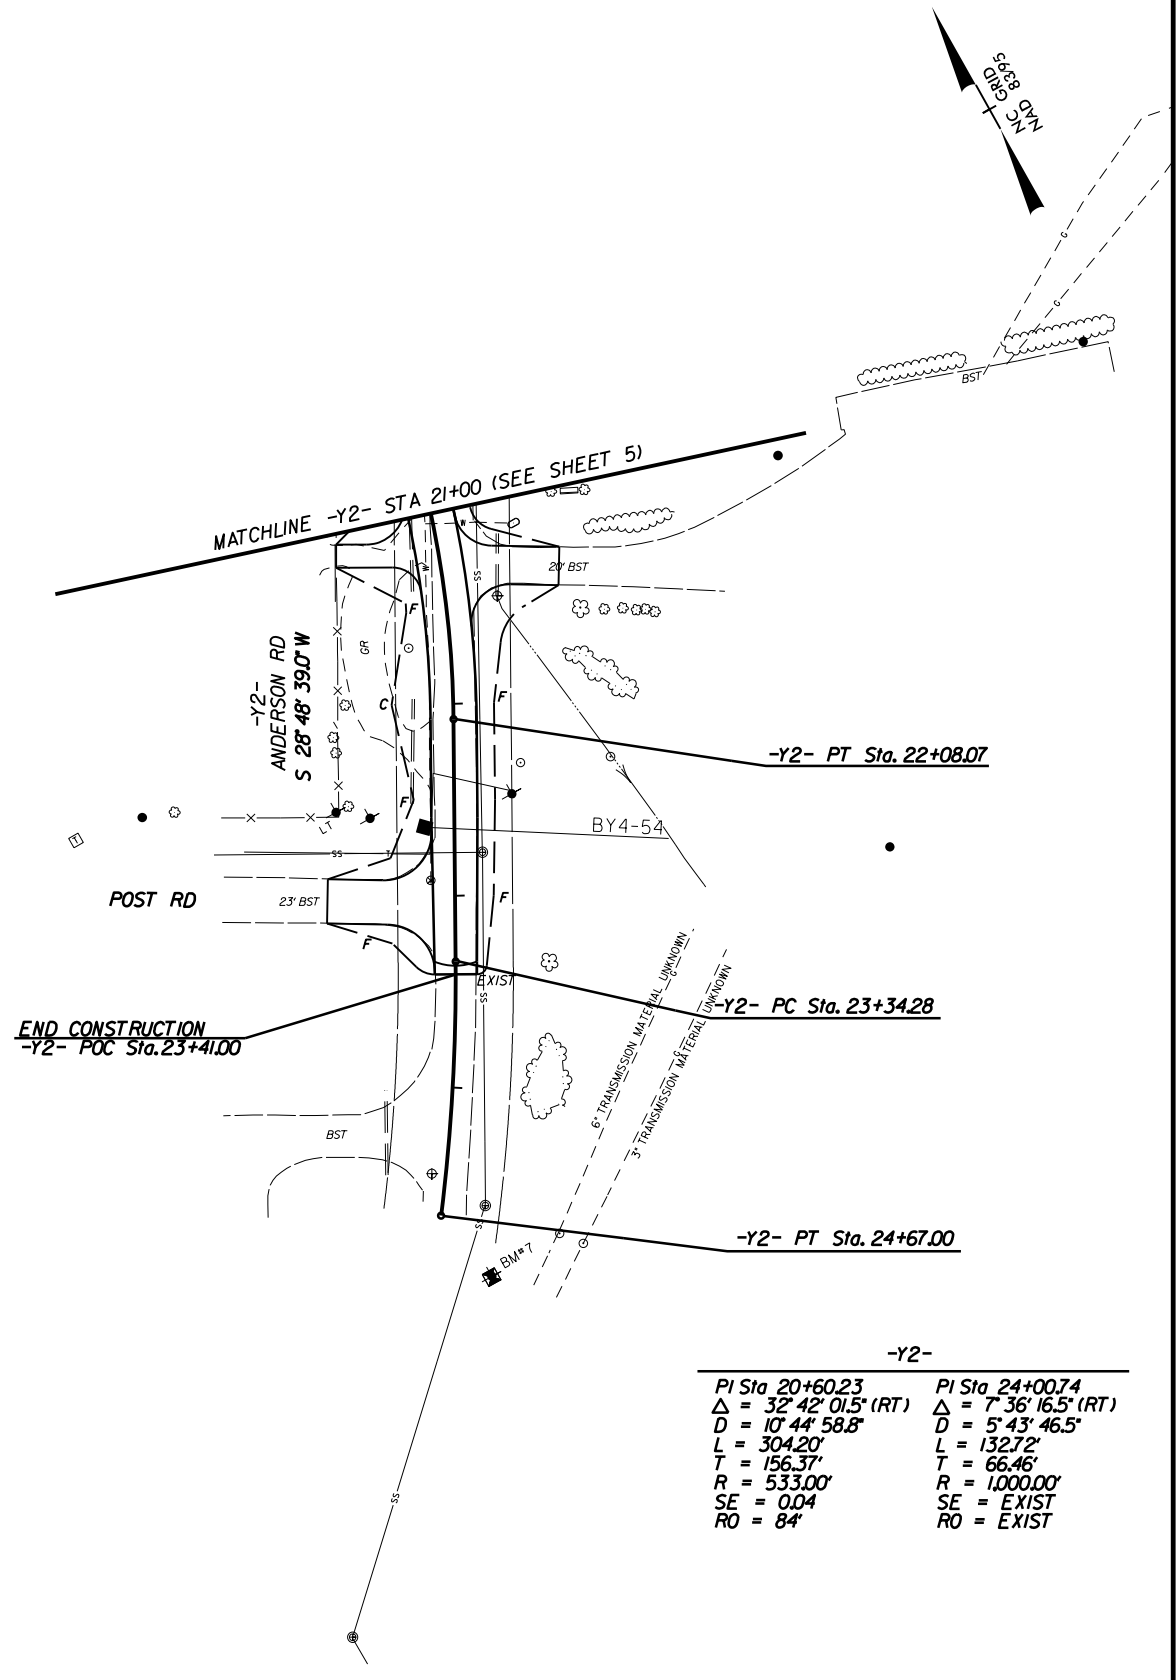 NC GRID
NAD 83/95
G
G
BST
MATCHLINE -Y2- STA 21+00 (SEE SHEET 5)
W
20' BST
SS
W
F
GR
-Y2-
ANDERSON RD
S 28° 48' 39.0" W
C
F
-Y2- PT Sta. 22+08.07
F
BY4-54
LT
T
SS
T
POST RD
23' BST
F
F
EXIST
SS
6" TRANSMISSION MATERIAL UNKNOWN
G
3" TRANSMISSION MATERIAL UNKNOWN
G
-Y2- PC Sta. 23+34.28
END CONSTRUCTION
-Y2- POC Sta. 23+41.00
BST
-Y2- PT Sta. 24+67.00
SS
BM#7
-Y2-
PI Sta 20+60.23
Δ = 32° 42' 01.5" (RT)
D = 10° 44' 58.8"
L = 304.20'
T = 156.37'
R = 533.00'
SE = 0.04
RO = 84'
PI Sta 24+00.74
Δ = 7° 36' 16.5" (RT)
D = 5° 43' 46.5"
L = 132.72'
T = 66.46'
R = 1,000.00'
SE = EXIST
RO = EXIST
SS